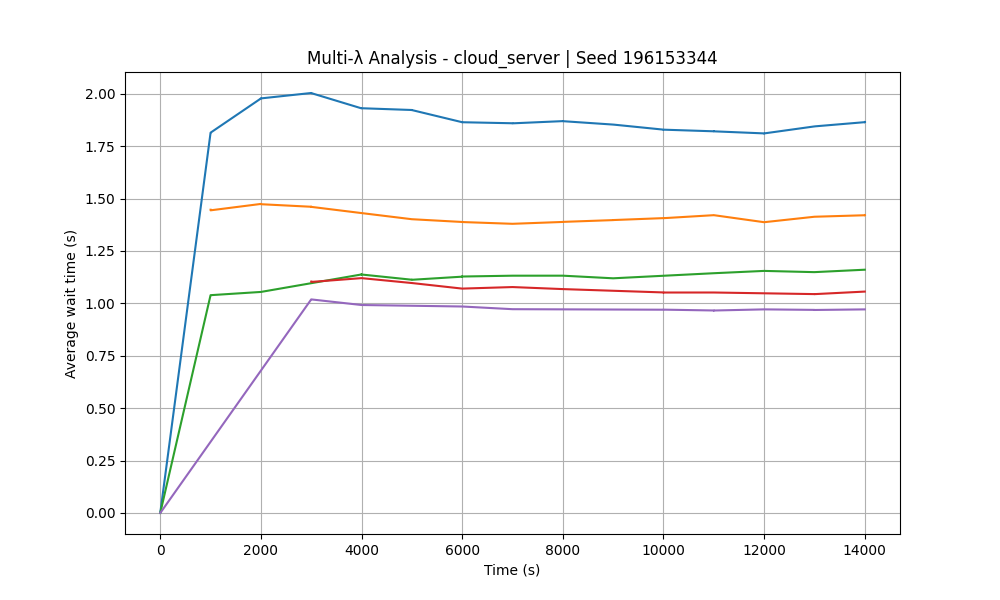 Multi-λ Analysis - cloud_server | Seed 196153344
Average wait time (s)
2.00
1.75
1.50
1.25
1.00
0.75
0.50
0.25
0.00
0 2000 4000 6000 8000 10000 12000 14000
Time (s)